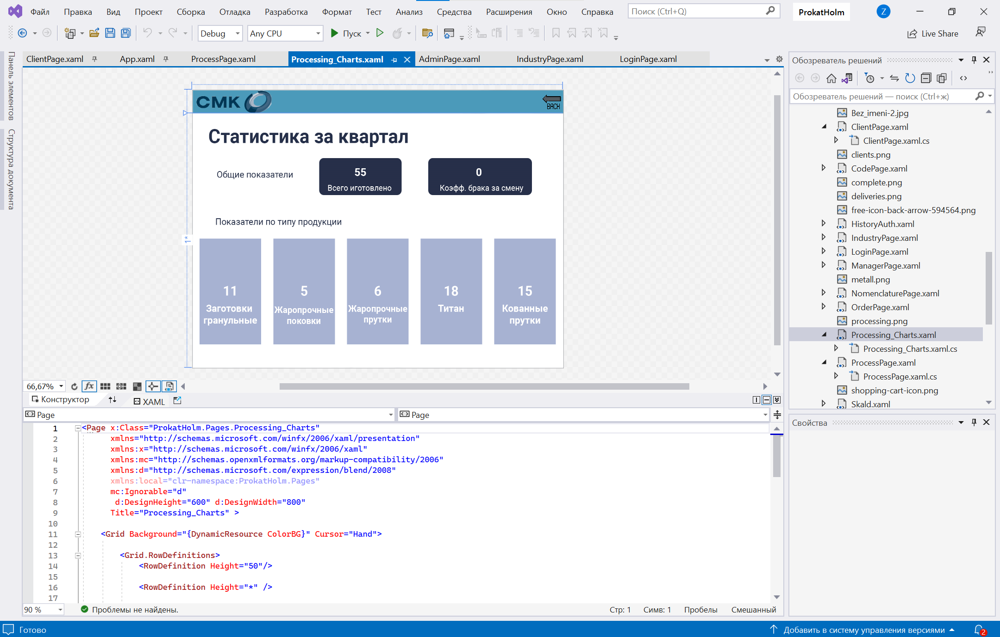 Файл Правка Вид Проект Сборка Отладка Разработка Формат Тест Анализ Средства Расширения Окно Справка Поиск (Ctrl+Q) ProkatHolm Z
Debug Any CPU Пуск Live Share
Панель элементов
Структура документа
ClientPage.xaml App.xaml ProcessPage.xaml Processing_Charts.xaml AdminPage.xaml IndustryPage.xaml LoginPage.xaml
СМК
BACK
Статистика за квартал
Общие показатели
55
Всего иготовлено
0
Коэфф. брака за смену
Показатели по типу продукции
1*
11
Заготовки
гранульные
5
Жаропрочные
поковки
6
Жаропрочные
прутки
18
Титан
15
Кованные
прутки
66,67% fx
Конструктор XAML
Page Page
1 <Page x:Class="ProkatHolm.Pages.Processing_Charts"
2 xmlns="http://schemas.microsoft.com/winfx/2006/xaml/presentation"
3 xmlns:x="http://schemas.microsoft.com/winfx/2006/xaml"
4 xmlns:mc="http://schemas.openxmlformats.org/markup-compatibility/2006"
5 xmlns:d="http://schemas.microsoft.com/expression/blend/2008"
6 xmlns:local="clr-namespace:ProkatHolm.Pages"
7 mc:Ignorable="d"
8 d:DesignHeight="600" d:DesignWidth="800"
9 Title="Processing_Charts" >
10
11 <Grid Background="{DynamicResource ColorBG}" Cursor="Hand">
12
13 <Grid.RowDefinitions>
14 <RowDefinition Height="50"/>
15
16 <RowDefinition Height="*" />
17
90 % Проблемы не найдены. Стр: 1 Симв: 1 Пробелы Смешанный
Обозреватель решений
Обозреватель решений — поиск (Ctrl+ж)
Bez_imeni-2.jpg
ClientPage.xaml
ClientPage.xaml.cs
clients.png
CodePage.xaml
complete.png
deliveries.png
free-icon-back-arrow-594564.png
HistoryAuth.xaml
IndustryPage.xaml
LoginPage.xaml
ManagerPage.xaml
metall.png
NomenclaturePage.xaml
OrderPage.xaml
processing.png
Processing_Charts.xaml
Processing_Charts.xaml.cs
ProcessPage.xaml
ProcessPage.xaml.cs
shopping-cart-icon.png
Skald.xaml
Свойства
Готово Добавить в систему управления версиями 2